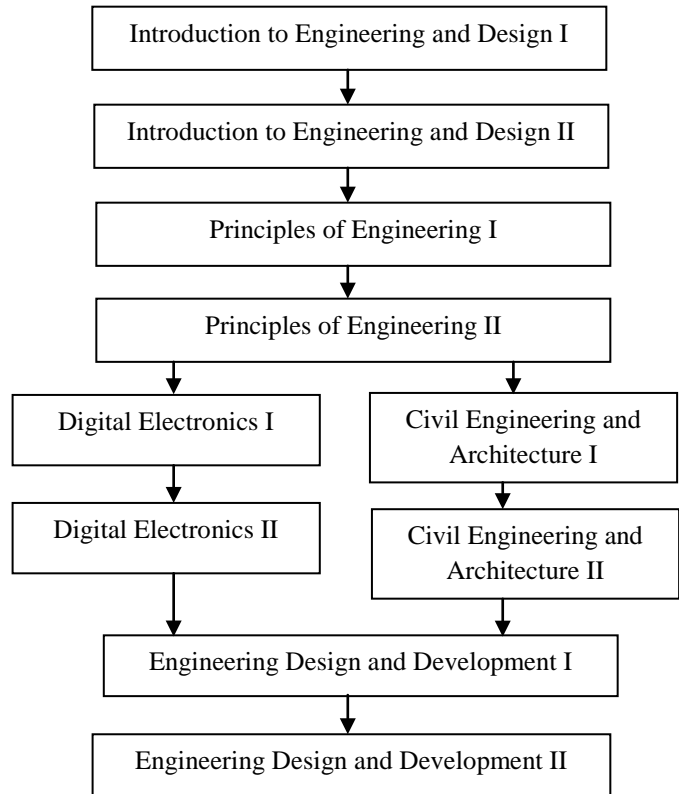 Introduction to Engineering and Design I
Introduction to Engineering and Design II
Principles of Engineering I
Principles of Engineering II
Digital Electronics I
Civil Engineering and
Architecture I
Digital Electronics II
Civil Engineering and
Architecture II
Engineering Design and Development I
Engineering Design and Development II